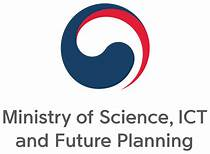 Ministry of Science, ICT
and Future Planning